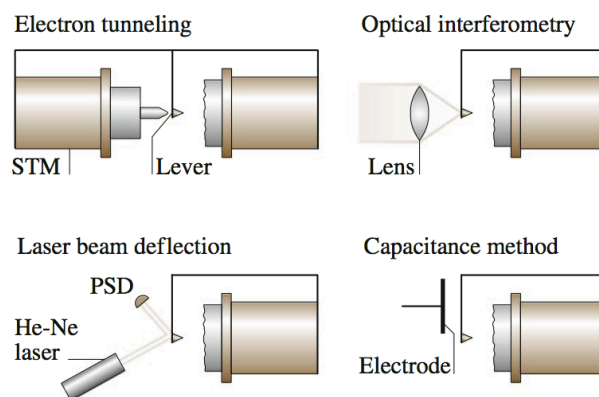 Electron tunneling
Optical interferometry
STM
Lever
Lens
Laser beam deflection
Capacitance method
PSD
He-Ne
laser
Electrode